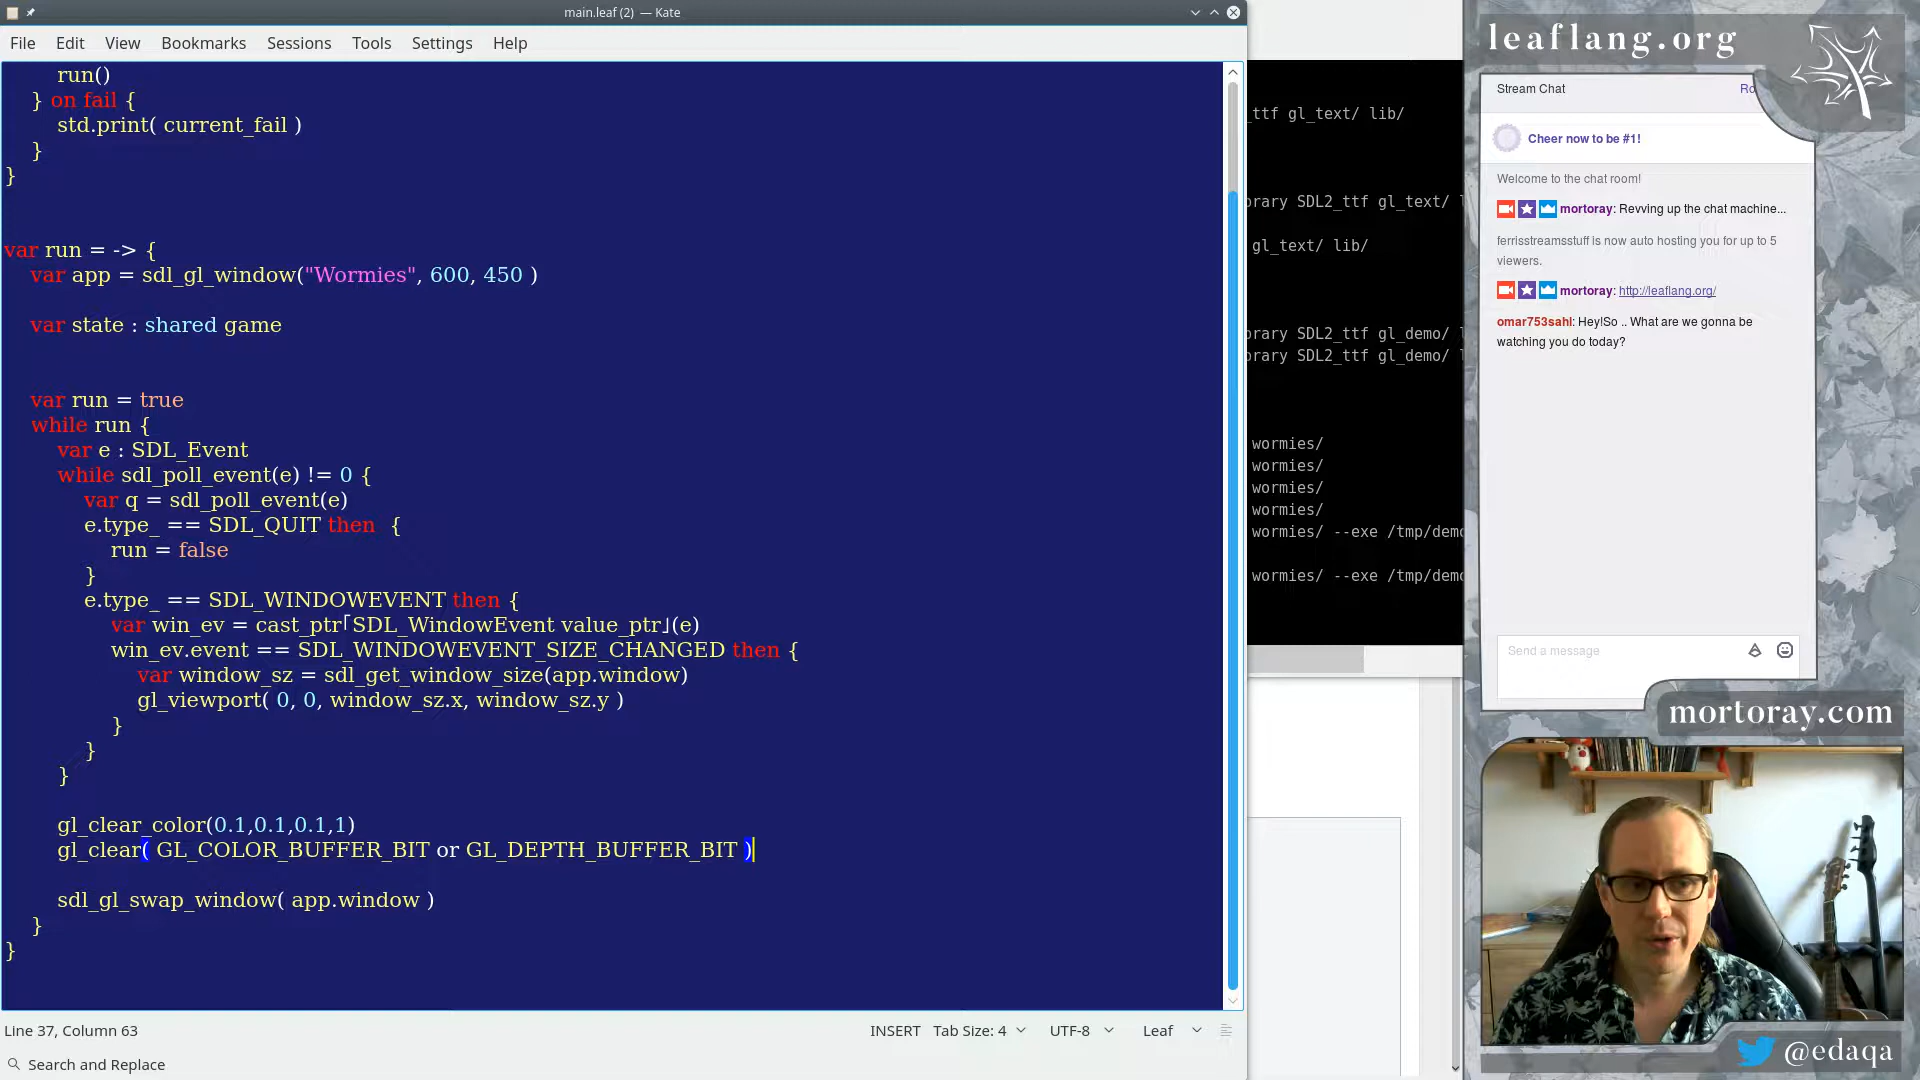 main.leaf (2) — Kate
File Edit View Bookmarks Sessions Tools Settings Help
run()
} on fail {
std.print( current_fail )
}
}
var run = -> {
var app = sdl_gl_window("Wormies", 600, 450 )
var state : shared game
var run = true
while run {
var e : SDL_Event
while sdl_poll_event(e) != 0 {
var q = sdl_poll_event(e)
e.type_ == SDL_QUIT then {
run = false
}
e.type_ == SDL_WINDOWEVENT then {
var win_ev = cast_ptr｢SDL_WindowEvent value_ptr｣(e)
win_ev.event == SDL_WINDOWEVENT_SIZE_CHANGED then {
var window_sz = sdl_get_window_size(app.window)
gl_viewport( 0, 0, window_sz.x, window_sz.y )
}
}
}
gl_clear_color(0.1,0.1,0.1,1)
gl_clear( GL_COLOR_BUFFER_BIT or GL_DEPTH_BUFFER_BIT )
sdl_gl_swap_window( app.window )
}
}
Line 37, Column 63
INSERT Tab Size: 4 UTF-8 Leaf
Search and Replace
_ttf gl_text/ lib/
brary SDL2_ttf gl_text/ l
gl_text/ lib/
brary SDL2_ttf gl_demo/ l
brary SDL2_ttf gl_demo/ l
wormies/
wormies/
wormies/
wormies/
wormies/ --exe /tmp/demo
wormies/ --exe /tmp/demo
leaflang.org
Stream Chat
Ro
Cheer now to be #1!
Welcome to the chat room!
mortoray: Revving up the chat machine...
ferrisstreamsstuff is now auto hosting you for up to 5
viewers.
mortoray: http://leaflang.org/
omar753sahl: Hey!So .. What are we gonna be
watching you do today?
Send a message
mortoray.com
@edaqa